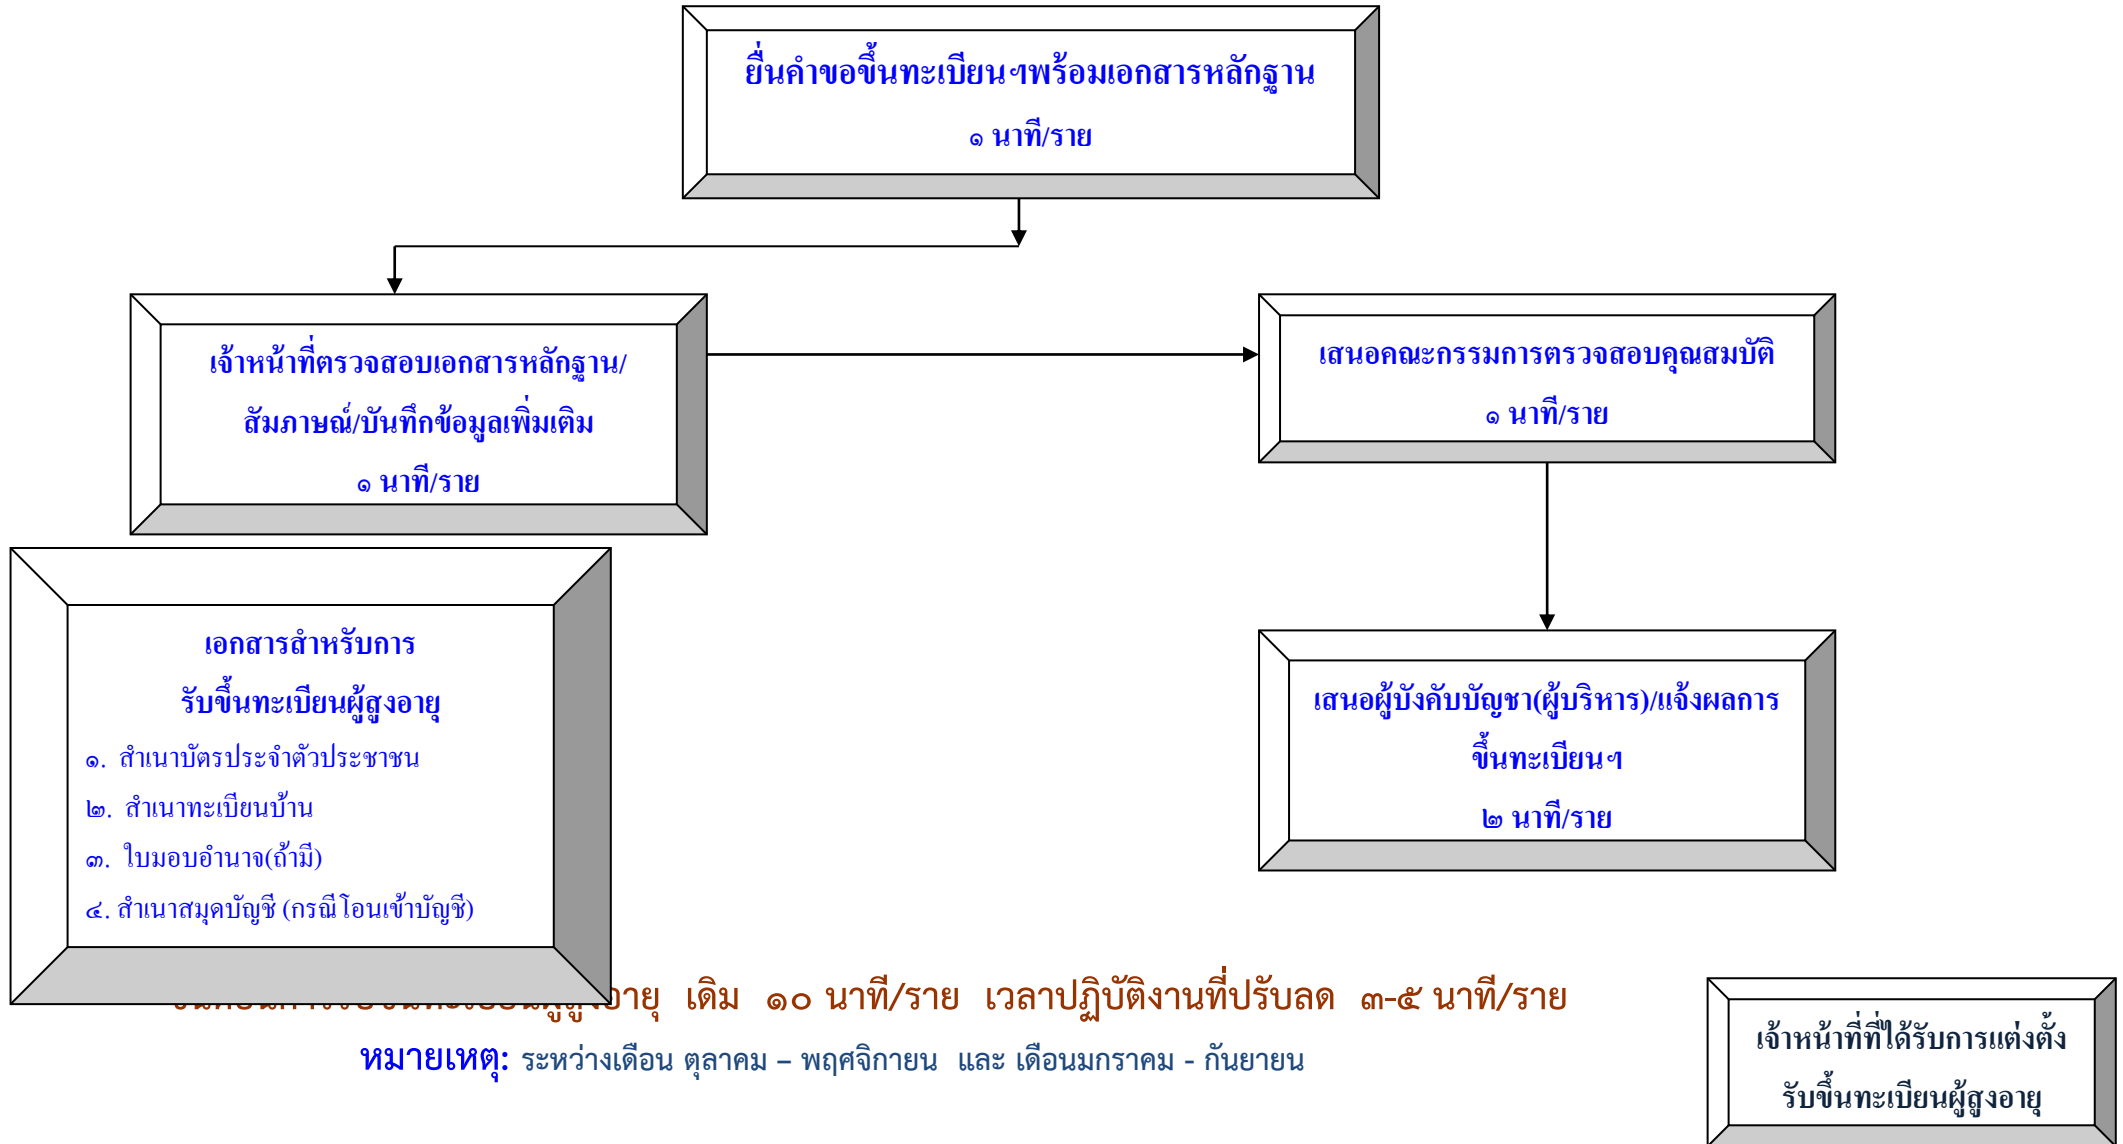 ยื่นคำขอขึ้นทะเบียนฯพร้อมเอกสารหลักฐาน
๑ นาที/ราย
เจ้าหน้าที่ตรวจสอบเอกสารหลักฐาน/
สัมภาษณ์/บันทึกข้อมูลเพิ่มเติม
๑ นาที/ราย
เสนอคณะกรรมการตรวจสอบคุณสมบัติ
๑ นาที/ราย
เสนอผู้บังคับบัญชา(ผู้บริหาร)/แจ้งผลการ
ขึ้นทะเบียนฯ
๒ นาที/ราย
เอกสารสำหรับการ
รับขึ้นทะเบียนผู้สูงอายุ
๑. สำเนาบัตรประจำตัวประชาชน
๒. สำเนาทะเบียนบ้าน
๓. ใบมอบอำนาจ(ถ้ามี)
๔. สำเนาสมุดบัญชี (กรณีโอนเข้าบัญชี)
อายุ เดิม ๑๐ นาที/ราย เวลาปฏิบัติงานที่ปรับลด ๓-๕ นาที/ราย
หมายเหตุ: ระหว่างเดือน ตุลาคม – พฤศจิกายน และ เดือนมกราคม - กันยายน
เจ้าหน้าที่ที่ได้รับการแต่งตั้ง
รับขึ้นทะเบียนผู้สูงอายุ